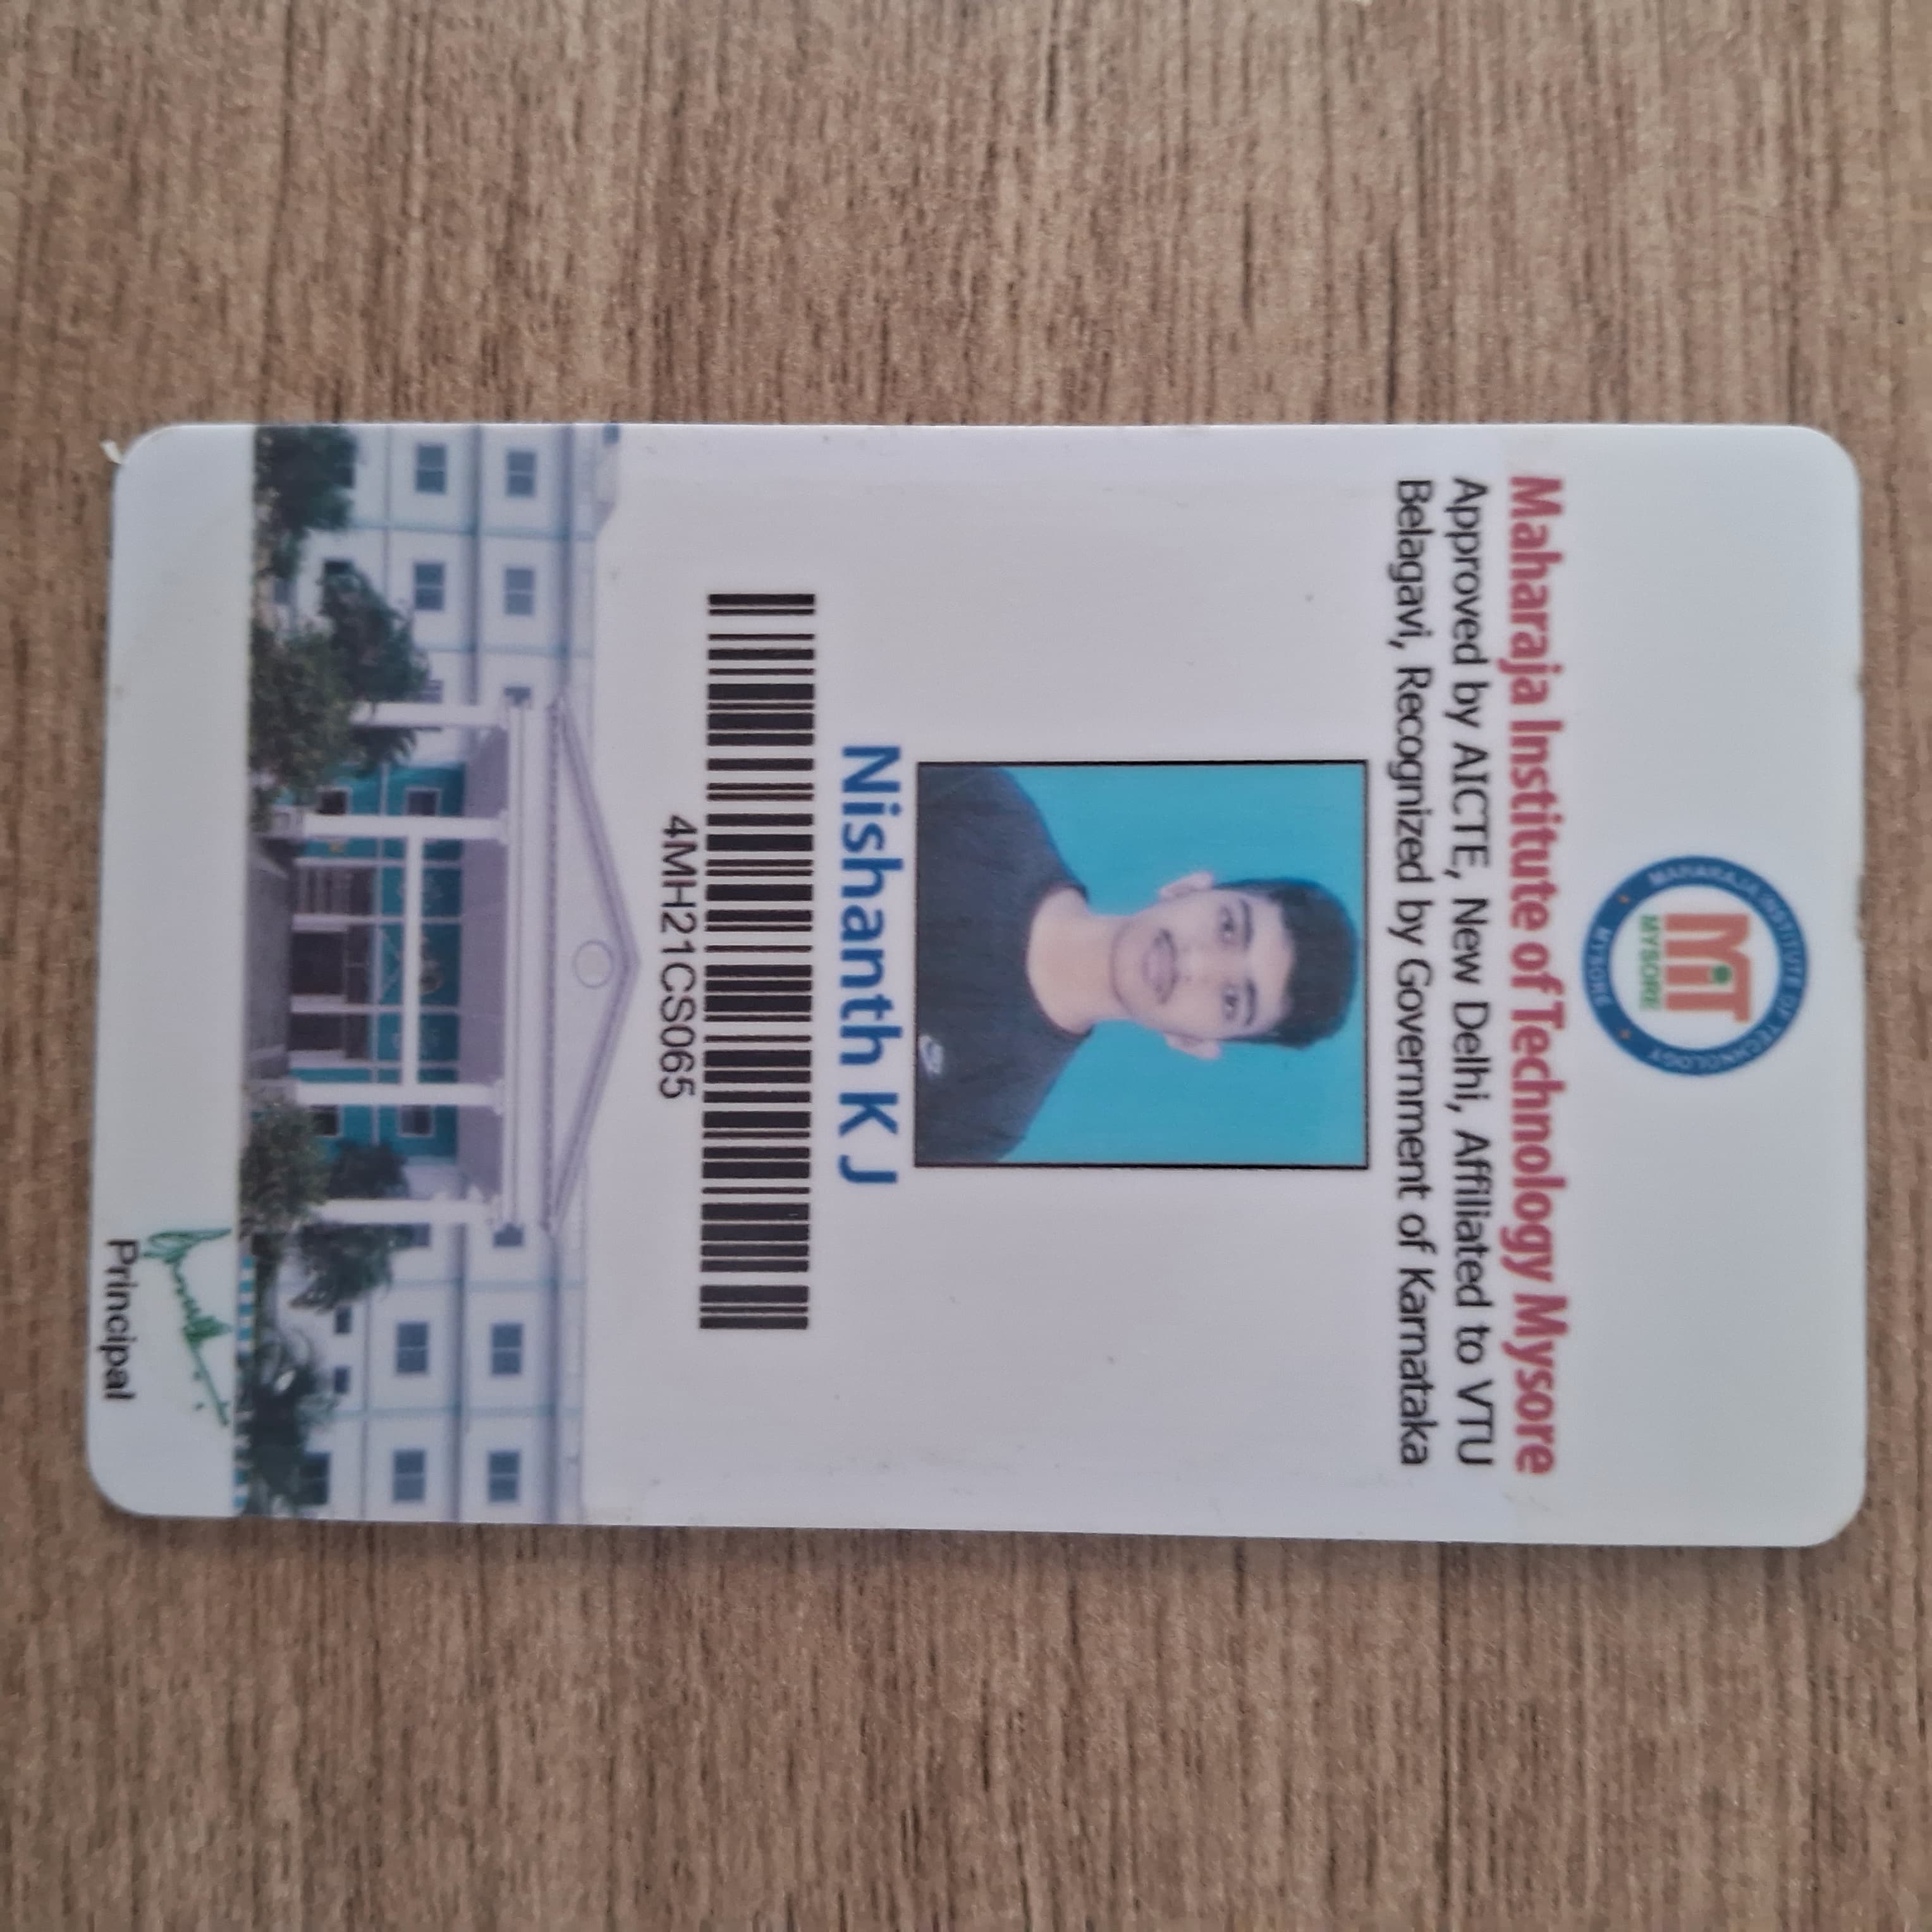 MAHARAJA INSTITUTE OF TECHNOLOGY
MIT
MYSORE
MYSORE
Maharaja Institute of Technology Mysore
Approved by AICTE, New Delhi, Affiliated to VTU
Belagavi, Recognized by Government of Karnataka
Nishanth K J
4MH21CS065
Principal